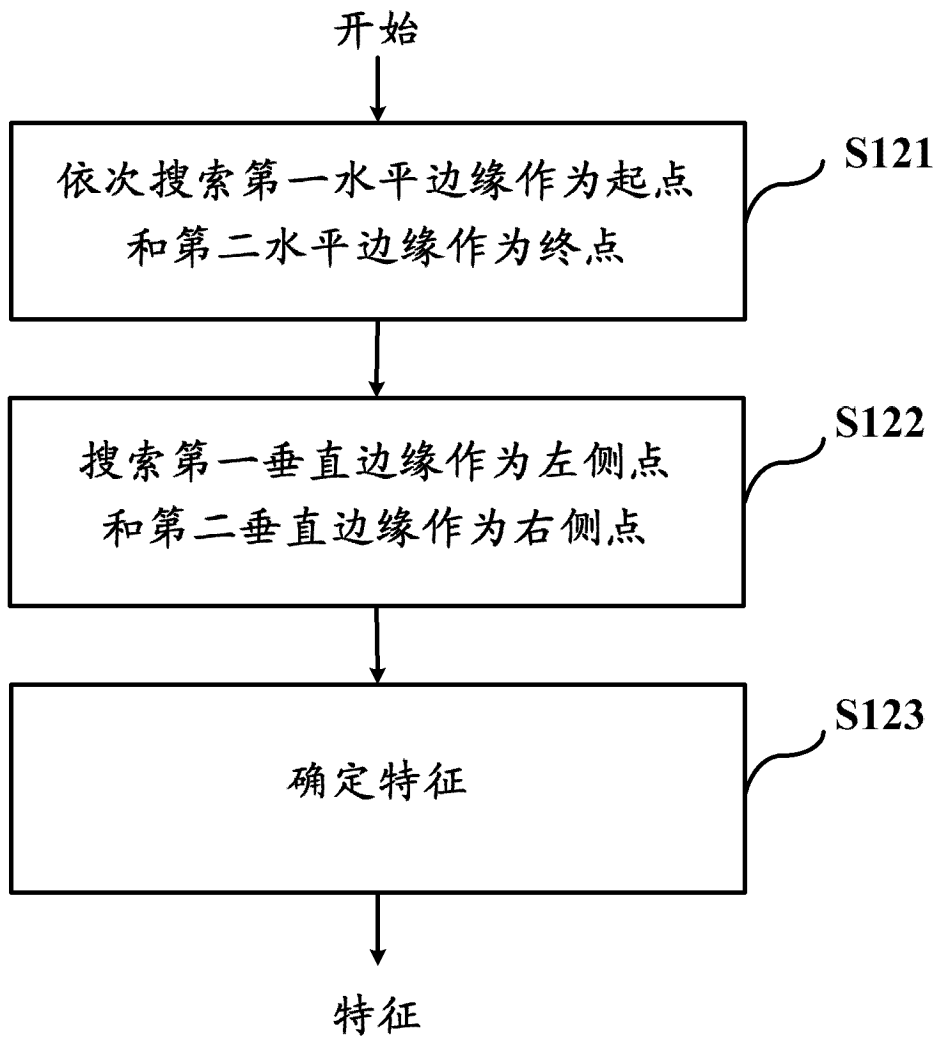 开始
依次搜索第一水平边缘作为起点
和第二水平边缘作为终点
S121
搜索第一垂直边缘作为左侧点
和第二垂直边缘作为右侧点
S122
确定特征
S123
特征